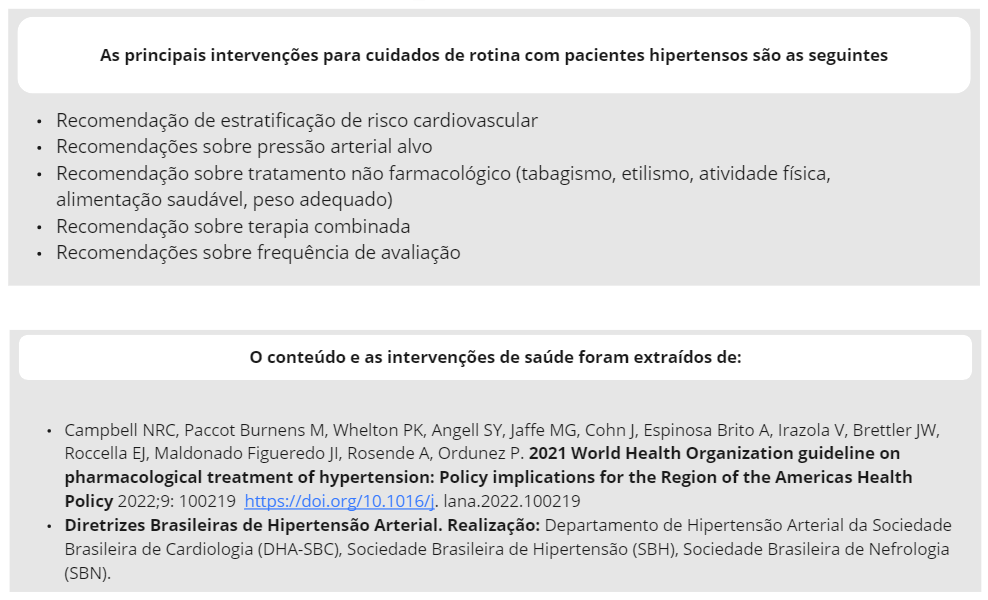 As principais intervenções para cuidados de rotina com pacientes hipertensos são as seguintes
• Recomendação de estratificação de risco cardiovascular
• Recomendações sobre pressão arterial alvo
• Recomendação sobre tratamento não farmacológico (tabagismo, etilismo, atividade física,
alimentação saudável, peso adequado)
• Recomendação sobre terapia combinada
• Recomendações sobre frequência de avaliação
O conteúdo e as intervenções de saúde foram extraídos de:
• Campbell NRC, Paccot Burnens M, Whelton PK, Angell SY, Jaffe MG, Cohn J, Espinosa Brito A, Irazola V, Brettler JW,
Roccella EJ, Maldonado Figueredo JI, Rosende A, Ordunez P. 2021 World Health Organization guideline on
pharmacological treatment of hypertension: Policy implications for the Region of the Americas Health
Policy 2022;9: 100219 https://doi.org/10.1016/j. lana.2022.100219
• Diretrizes Brasileiras de Hipertensão Arterial. Realização: Departamento de Hipertensão Arterial da Sociedade
Brasileira de Cardiologia (DHA-SBC), Sociedade Brasileira de Hipertensão (SBH), Sociedade Brasileira de Nefrologia
(SBN).